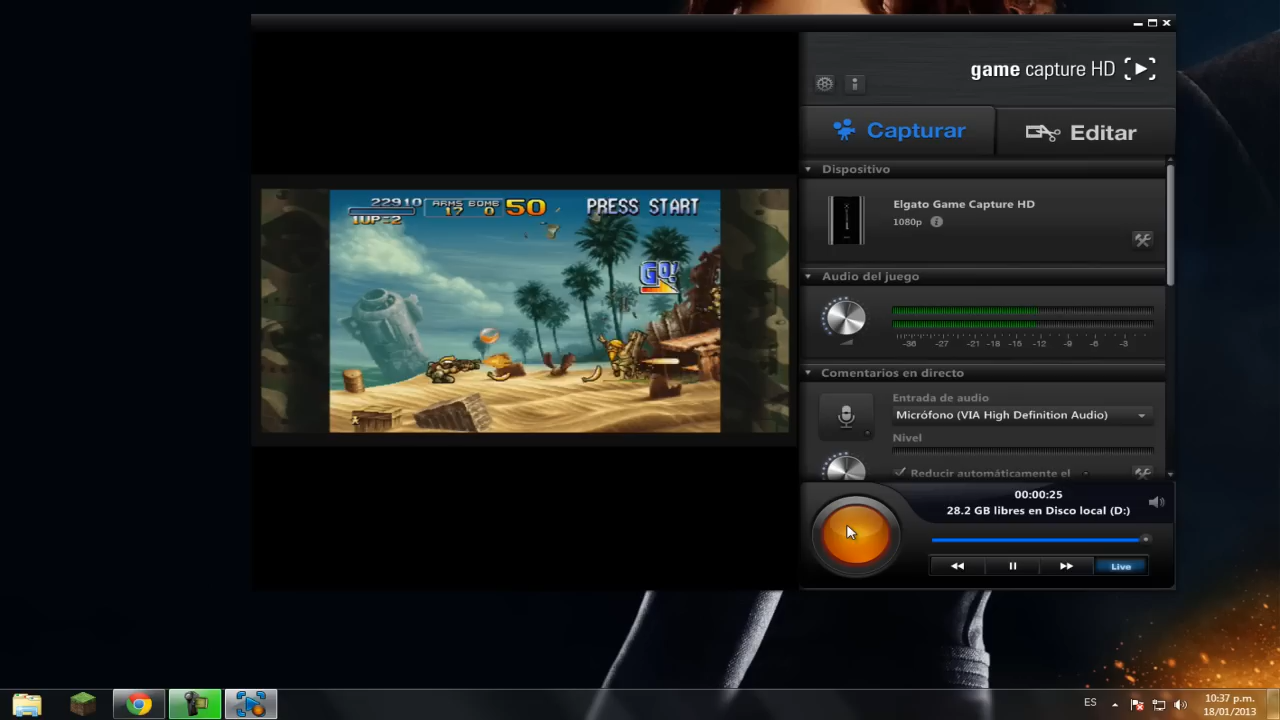 game capture HD
Capturar
Editar
Dispositivo
Elgato Game Capture HD
1080p
Audio del juego
-36 -27 -21 -18 -16 -12 -9 -6 -3
Comentarios en directo
Entrada de audio
Micrófono (VIA High Definition Audio)
Nivel
Reducir automáticamente el
00:00:25
28.2 GB libres en Disco local (D:)
Live
22910
ARMS BOMB
17 0
50
PRESS START
1UP=2
GO!
ES
10:37 p.m.
18/01/2013